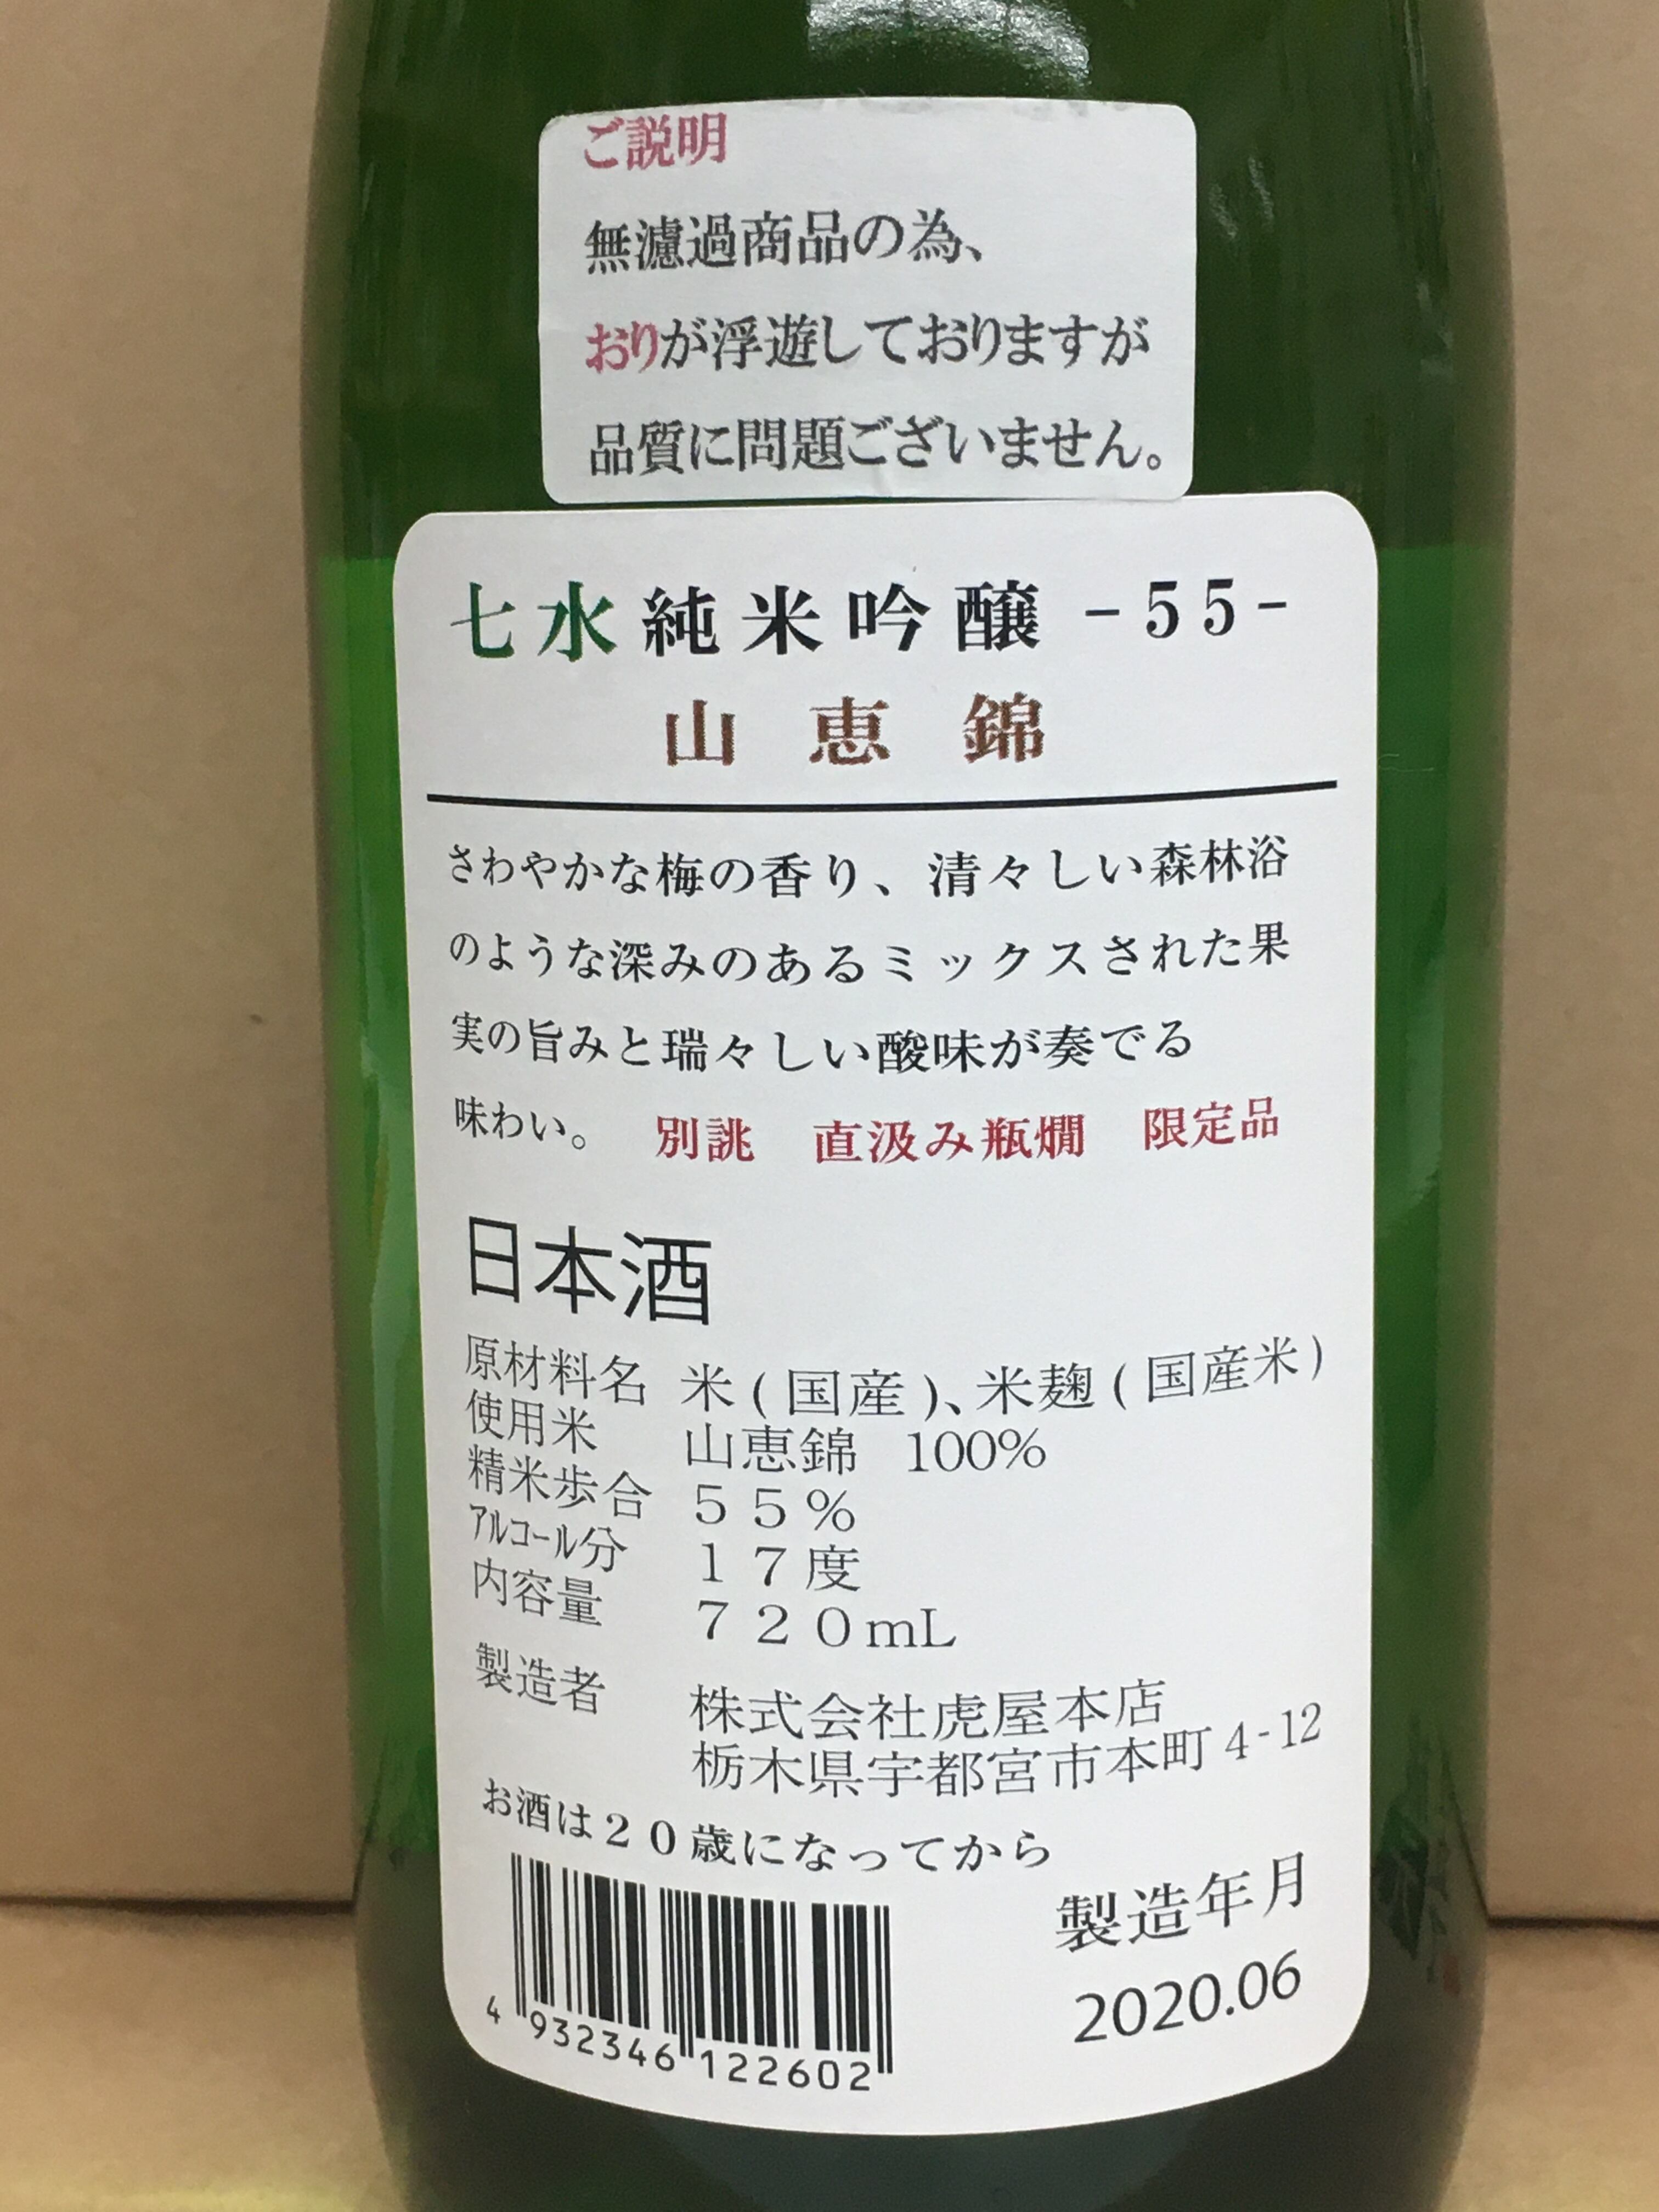 ご説明
無濾過商品の為、
おりが浮遊しておりますが
品質に問題ございません。
七水純米吟醸 -55-
山恵錦
さわやかな梅の香り、清々しい森林浴
のような深みのあるミックスされた果
実の旨みと瑞々しい酸味が奏でる
味わい。 別誂 直汲み瓶燗 限定品
日本酒
原材料名 米(国産)、米麹(国産米)
使用米 山恵錦 100%
精米歩合 55%
アルコール分 17度
内容量 720mL
製造者 株式会社虎屋本店
栃木県宇都宮市本町4-12
お酒は20歳になってから
製造年月
2020.06
4 932346 122602